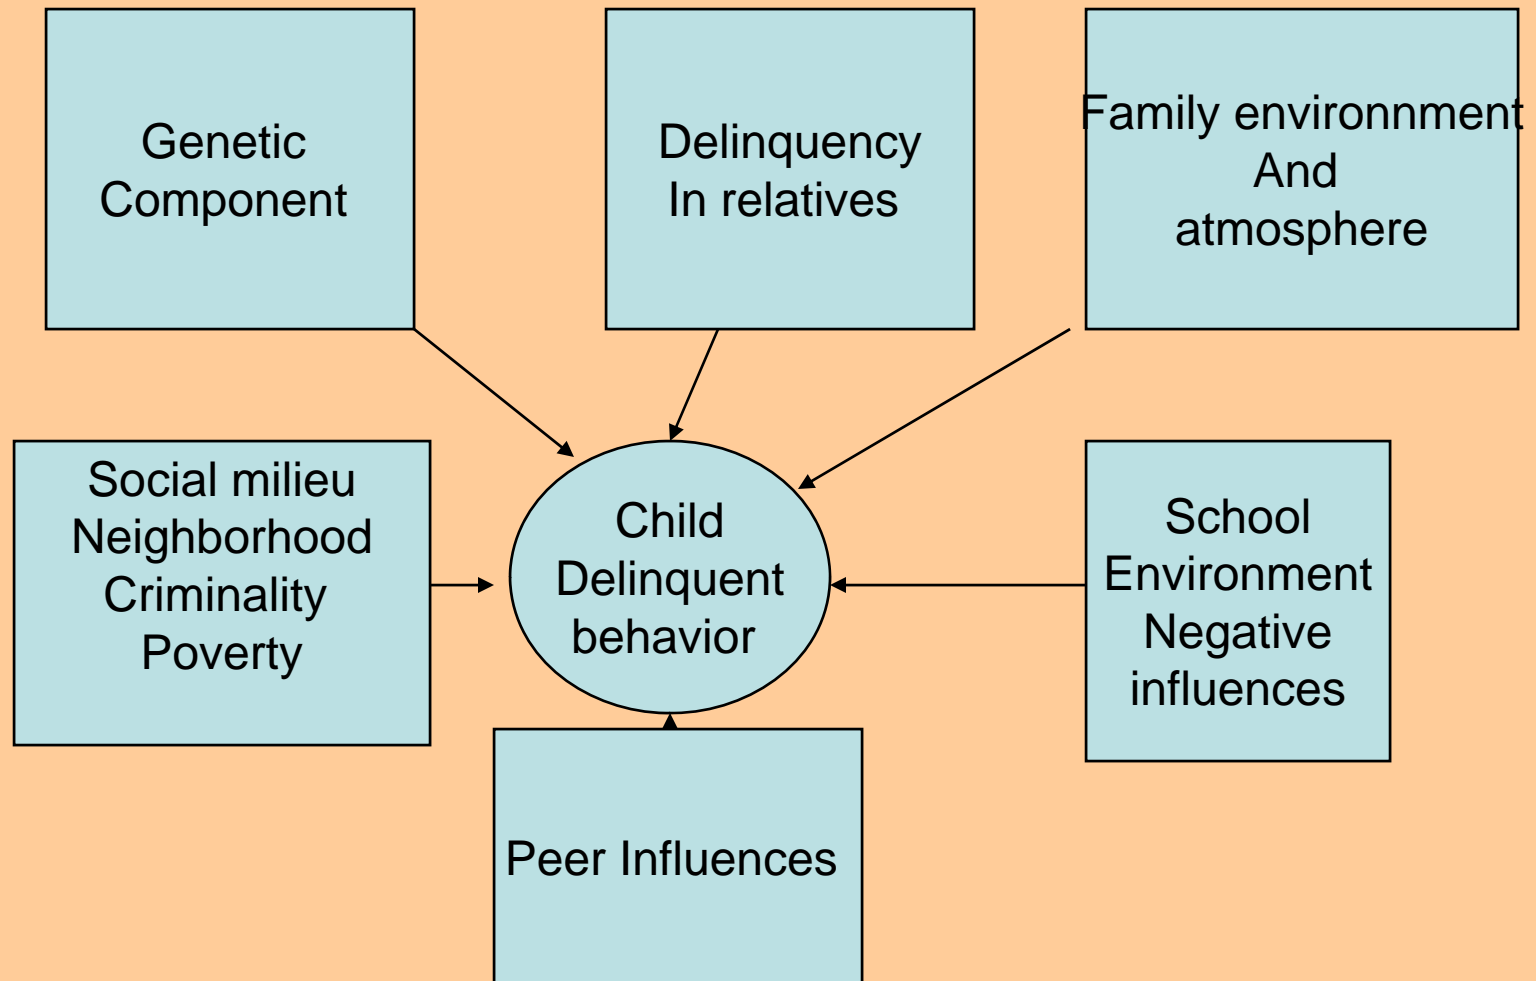 Genetic
Component
Delinquency
In relatives
Family environnment
And
atmosphere
Social milieu
Neighborhood
Criminality
Poverty
Child
Delinquent
behavior
School
Environment
Negative
influences
Peer Influences